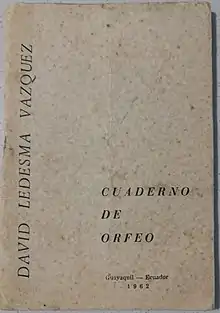 DAVID LEDESMA VAZQUEZ
CUADERNO
DE
ORFEO
Guayaquil — Ecuador
1962